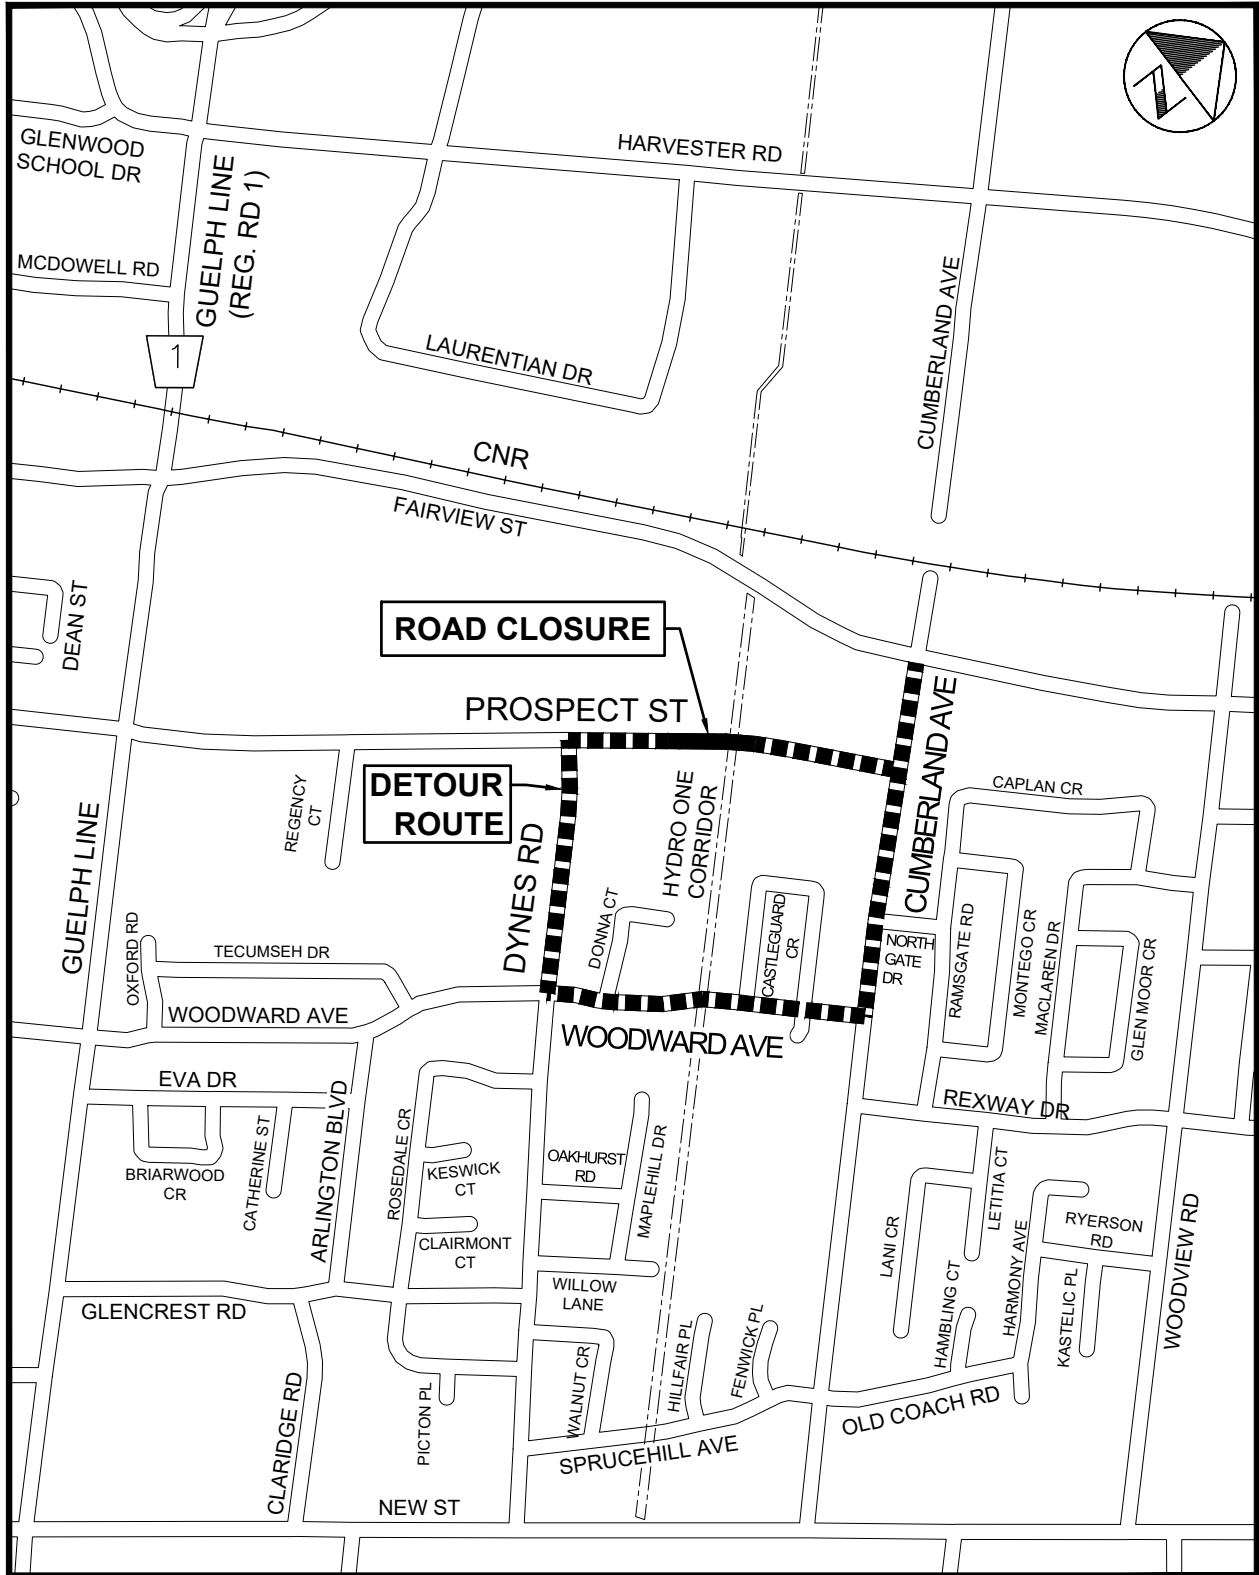 GLENWOOD
SCHOOL DR
HARVESTER RD
GUELPH LINE
(REG. RD 1)
MCDOWELL RD
1
CUMBERLAND AVE
LAURENTIAN DR
CNR
FAIRVIEW ST
DEAN ST
ROAD CLOSURE
PROSPECT ST
DETOUR
ROUTE
REGENCY
CT
HYDRO ONE
CORRIDOR
CUMBERLAND AVE
CAPLAN CR
GUELPH LINE
DYNES RD
DONNA CT
CASTLEGUARD
CR
NORTH
GATE
DR
RAMSGATE RD
MONTEGO CR
MACLAREN DR
GLEN MOOR CR
OXFORD RD
TECUMSEH DR
WOODWARD AVE
WOODWARD AVE
EVA DR
REXWAY DR
BRIARWOOD
CR
CATHERINE ST
ARLINGTON BLVD
ROSEDALE CR
KESWICK
CT
CLAIRMONT
CT
OAKHURST
RD
MAPLEHILL DR
LANI CR
LETITIA CT
HARMONY AVE
RYERSON
RD
WOODVIEW RD
GLENCREST RD
WILLOW
LANE
HAMBLING CT
KASTELIC PL
CLARIDGE RD
PICTON PL
WALNUT CR
HILLFAIR PL
FENWICK PL
OLD COACH RD
SPRUCEHILL AVE
NEW ST
N